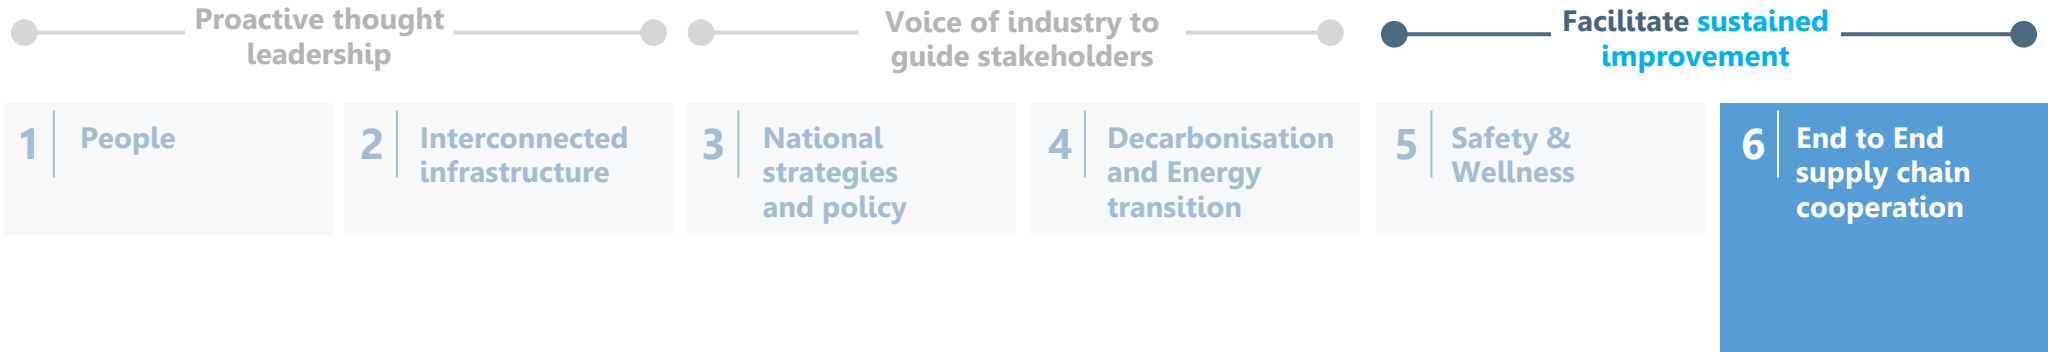 Proactive thought
leadership
Voice of industry to
guide stakeholders
Facilitate sustained
improvement
1
People
2
Interconnected
infrastructure
3
National
strategies
and policy
4
Decarbonisation
and Energy
transition
5
Safety &
Wellness
6
End to End
supply chain
cooperation